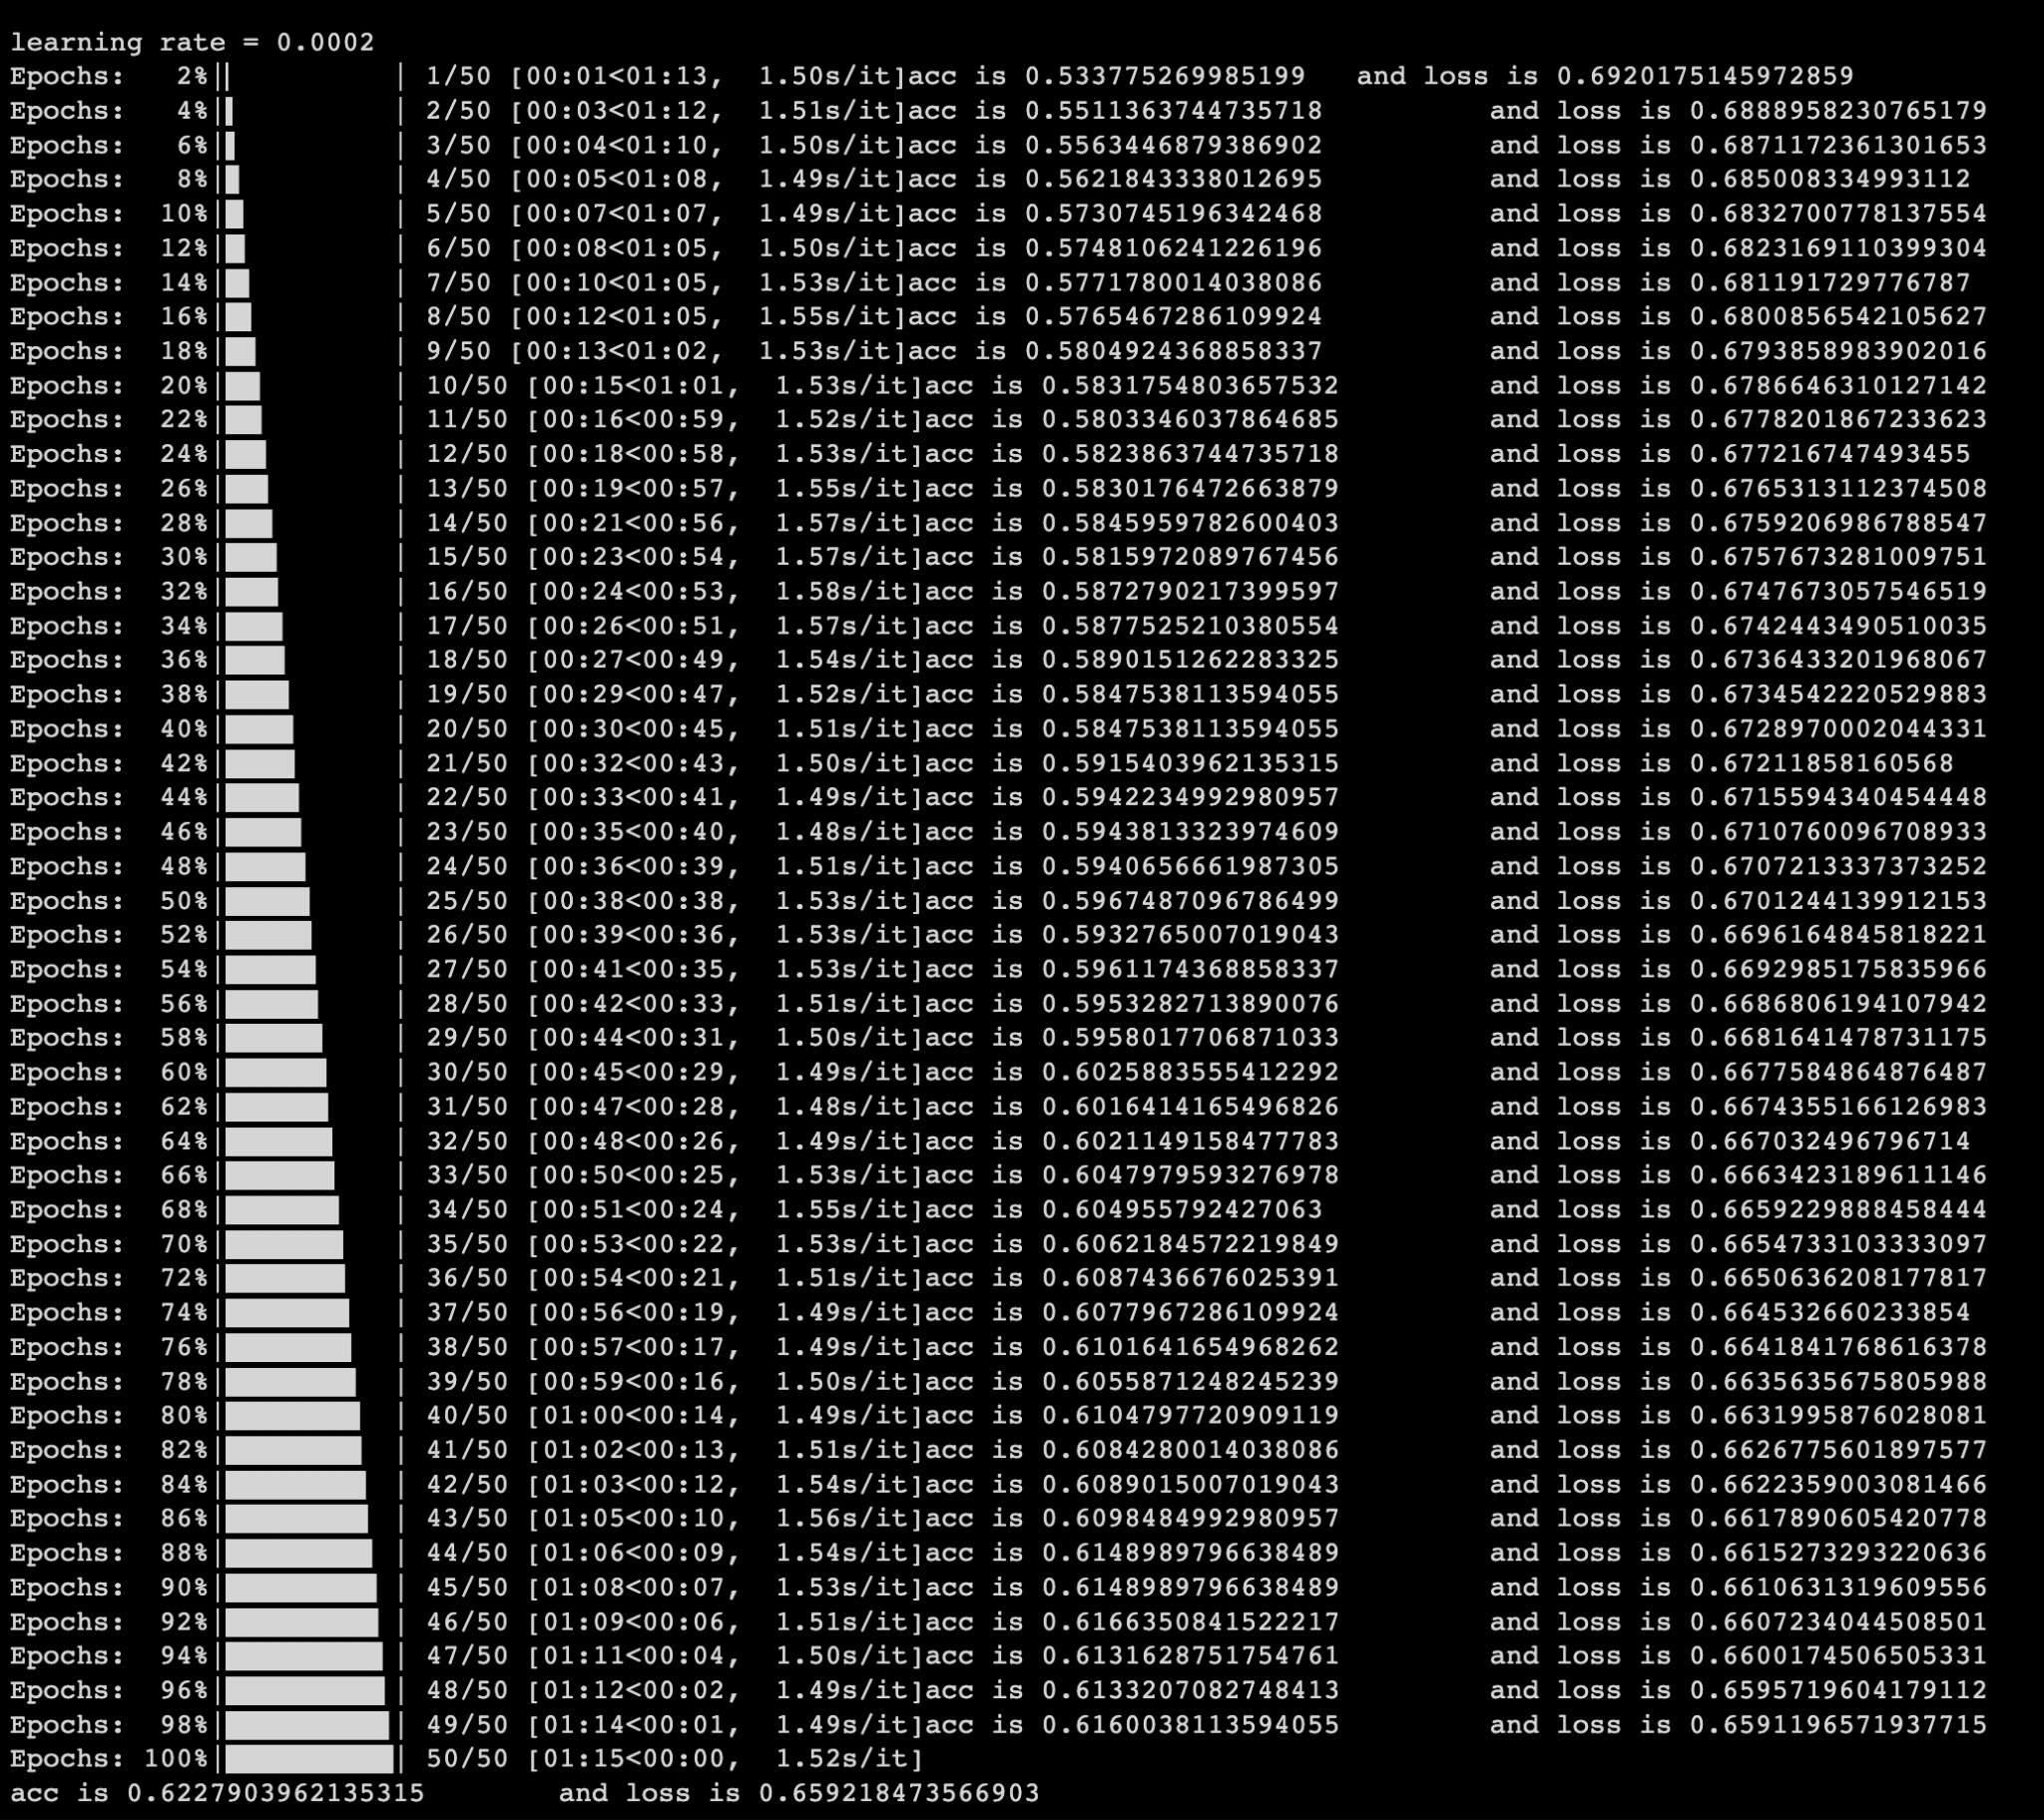 learning rate = 0.0002
Epochs:   2%|          | 1/50 [00:01<01:13,  1.50s/it]acc is 0.533775269985199   and loss is 0.6920175145972859
Epochs:   4%|          | 2/50 [00:03<01:12,  1.51s/it]acc is 0.5511363744735718          and loss is 0.6888958230765179
Epochs:   6%|          | 3/50 [00:04<01:10,  1.50s/it]acc is 0.5563446879386902          and loss is 0.6871172361301653
Epochs:   8%|          | 4/50 [00:05<01:08,  1.49s/it]acc is 0.5621843338012695          and loss is 0.685008334993112
Epochs:  10%|          | 5/50 [00:07<01:07,  1.49s/it]acc is 0.5730745196342468          and loss is 0.6832700778137554
Epochs:  12%|          | 6/50 [00:08<01:05,  1.50s/it]acc is 0.5748106241226196          and loss is 0.6823169110399304
Epochs:  14%|          | 7/50 [00:10<01:05,  1.53s/it]acc is 0.5771780014038086          and loss is 0.681191729776787
Epochs:  16%|          | 8/50 [00:12<01:05,  1.55s/it]acc is 0.5765467286109924          and loss is 0.6800856542105627
Epochs:  18%|          | 9/50 [00:13<01:02,  1.53s/it]acc is 0.5804924368858337          and loss is 0.6793858983902016
Epochs:  20%|          | 10/50 [00:15<01:01,  1.53s/it]acc is 0.5831754803657532         and loss is 0.6786646310127142
Epochs:  22%|          | 11/50 [00:16<00:59,  1.52s/it]acc is 0.5803346037864685         and loss is 0.6778201867233623
Epochs:  24%|          | 12/50 [00:18<00:58,  1.53s/it]acc is 0.5823863744735718         and loss is 0.677216747493455
Epochs:  26%|          | 13/50 [00:19<00:57,  1.55s/it]acc is 0.5830176472663879         and loss is 0.6765313112374508
Epochs:  28%|          | 14/50 [00:21<00:56,  1.57s/it]acc is 0.5845959782600403         and loss is 0.6759206986788547
Epochs:  30%|          | 15/50 [00:23<00:54,  1.57s/it]acc is 0.5815972089767456         and loss is 0.6757673281009751
Epochs:  32%|          | 16/50 [00:24<00:53,  1.58s/it]acc is 0.5872790217399597         and loss is 0.6747673057546519
Epochs:  34%|          | 17/50 [00:26<00:51,  1.57s/it]acc is 0.5877525210380554         and loss is 0.6742443490510035
Epochs:  36%|          | 18/50 [00:27<00:49,  1.54s/it]acc is 0.5890151262283325         and loss is 0.6736433201968067
Epochs:  38%|          | 19/50 [00:29<00:47,  1.52s/it]acc is 0.5847538113594055         and loss is 0.6734542220529883
Epochs:  40%|          | 20/50 [00:30<00:45,  1.51s/it]acc is 0.5847538113594055         and loss is 0.6728970002044331
Epochs:  42%|          | 21/50 [00:32<00:43,  1.50s/it]acc is 0.5915403962135315         and loss is 0.67211858160568
Epochs:  44%|          | 22/50 [00:33<00:41,  1.49s/it]acc is 0.5942234992980957         and loss is 0.6715594340454448
Epochs:  46%|          | 23/50 [00:35<00:40,  1.48s/it]acc is 0.5943813323974609         and loss is 0.6710760096708933
Epochs:  48%|          | 24/50 [00:36<00:39,  1.51s/it]acc is 0.5940656661987305         and loss is 0.6707213337373252
Epochs:  50%|          | 25/50 [00:38<00:38,  1.53s/it]acc is 0.5967487096786499         and loss is 0.6701244139912153
Epochs:  52%|          | 26/50 [00:39<00:36,  1.53s/it]acc is 0.5932765007019043         and loss is 0.6696164845818221
Epochs:  54%|          | 27/50 [00:41<00:35,  1.53s/it]acc is 0.5961174368858337         and loss is 0.6692985175835966
Epochs:  56%|          | 28/50 [00:42<00:33,  1.51s/it]acc is 0.5953282713890076         and loss is 0.6686806194107942
Epochs:  58%|          | 29/50 [00:44<00:31,  1.50s/it]acc is 0.5958017706871033         and loss is 0.6681641478731175
Epochs:  60%|          | 30/50 [00:45<00:29,  1.49s/it]acc is 0.6025883555412292         and loss is 0.6677584864876487
Epochs:  62%|          | 31/50 [00:47<00:28,  1.48s/it]acc is 0.6016414165496826         and loss is 0.6674355166126983
Epochs:  64%|          | 32/50 [00:48<00:26,  1.49s/it]acc is 0.6021149158477783         and loss is 0.667032496796714
Epochs:  66%|          | 33/50 [00:50<00:25,  1.53s/it]acc is 0.6047979593276978         and loss is 0.6663423189611146
Epochs:  68%|          | 34/50 [00:51<00:24,  1.55s/it]acc is 0.604955792427063          and loss is 0.6659229888458444
Epochs:  70%|          | 35/50 [00:53<00:22,  1.53s/it]acc is 0.6062184572219849         and loss is 0.6654733103333097
Epochs:  72%|          | 36/50 [00:54<00:21,  1.51s/it]acc is 0.6087436676025391         and loss is 0.6650636208177817
Epochs:  74%|          | 37/50 [00:56<00:19,  1.49s/it]acc is 0.6077967286109924         and loss is 0.664532660233854
Epochs:  76%|          | 38/50 [00:57<00:17,  1.49s/it]acc is 0.6101641654968262         and loss is 0.6641841768616378
Epochs:  78%|          | 39/50 [00:59<00:16,  1.50s/it]acc is 0.6055871248245239         and loss is 0.6635635675805988
Epochs:  80%|          | 40/50 [01:00<00:14,  1.49s/it]acc is 0.6104797720909119         and loss is 0.6631995876028081
Epochs:  82%|          | 41/50 [01:02<00:13,  1.51s/it]acc is 0.6084280014038086         and loss is 0.6626775601897577
Epochs:  84%|          | 42/50 [01:03<00:12,  1.54s/it]acc is 0.6089015007019043         and loss is 0.6622359003081466
Epochs:  86%|          | 43/50 [01:05<00:10,  1.56s/it]acc is 0.6098484992980957         and loss is 0.6617890605420778
Epochs:  88%|          | 44/50 [01:06<00:09,  1.54s/it]acc is 0.6148989796638489         and loss is 0.6615273293220636
Epochs:  90%|          | 45/50 [01:08<00:07,  1.53s/it]acc is 0.6148989796638489         and loss is 0.6610631319609556
Epochs:  92%|          | 46/50 [01:09<00:06,  1.51s/it]acc is 0.6166350841522217         and loss is 0.6607234044508501
Epochs:  94%|          | 47/50 [01:11<00:04,  1.50s/it]acc is 0.6131628751754761         and loss is 0.6600174506505331
Epochs:  96%|          | 48/50 [01:12<00:02,  1.49s/it]acc is 0.6133207082748413         and loss is 0.6595719604179112
Epochs:  98%|          | 49/50 [01:14<00:01,  1.49s/it]acc is 0.6160038113594055         and loss is 0.6591196571937715
Epochs: 100%|          | 50/50 [01:15<00:00,  1.52s/it]
acc is 0.6227903962135315        and loss is 0.659218473566903